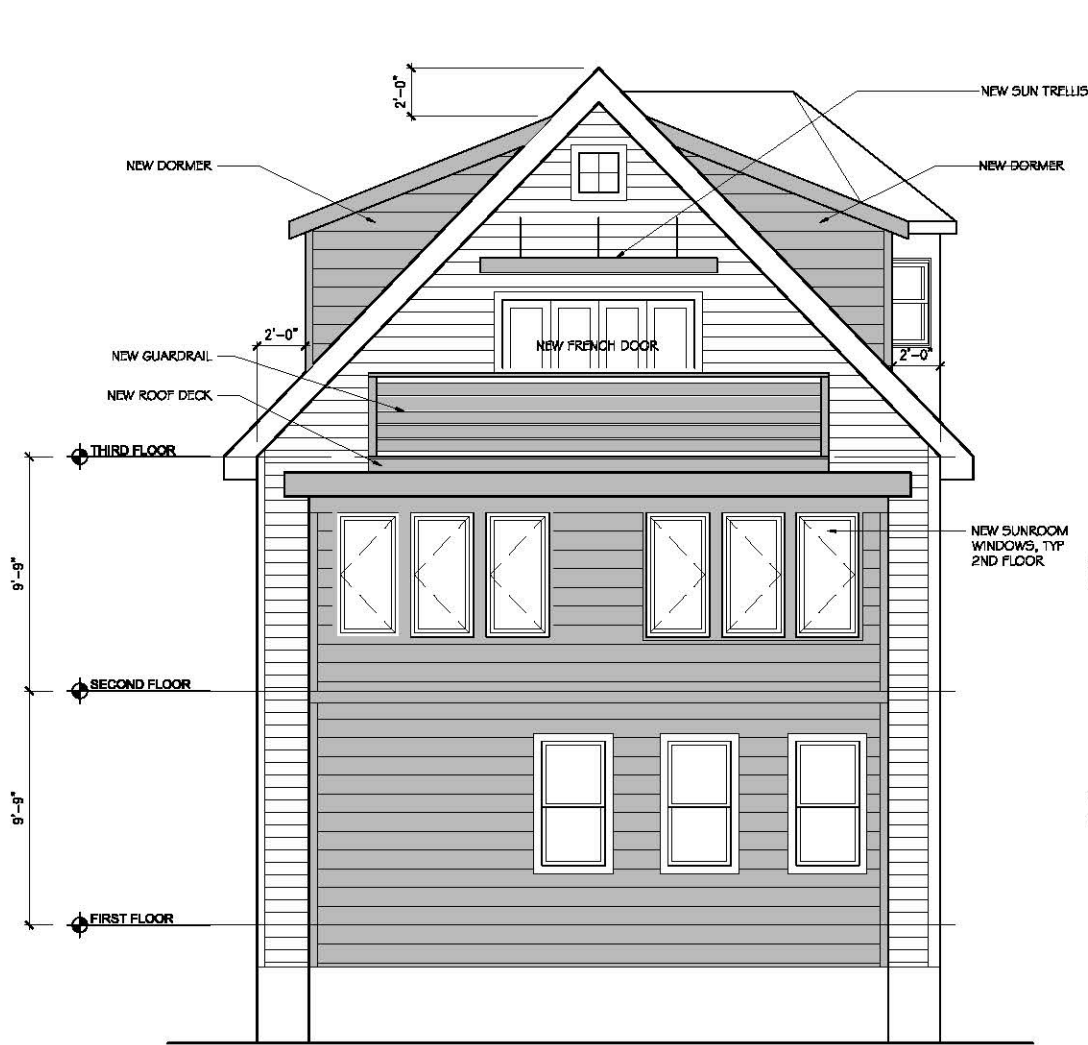 2'-0"
NEW SUN TRELLIS
NEW DORMER
NEW DORMER
2'-0"
NEW GUARDRAIL
NEW FRENCH DOOR
2'-0"
NEW ROOF DECK
THIRD FLOOR
NEW SUNROOM
WINDOWS, TYP
2ND FLOOR
9'-9"
SECOND FLOOR
9'-9"
FIRST FLOOR